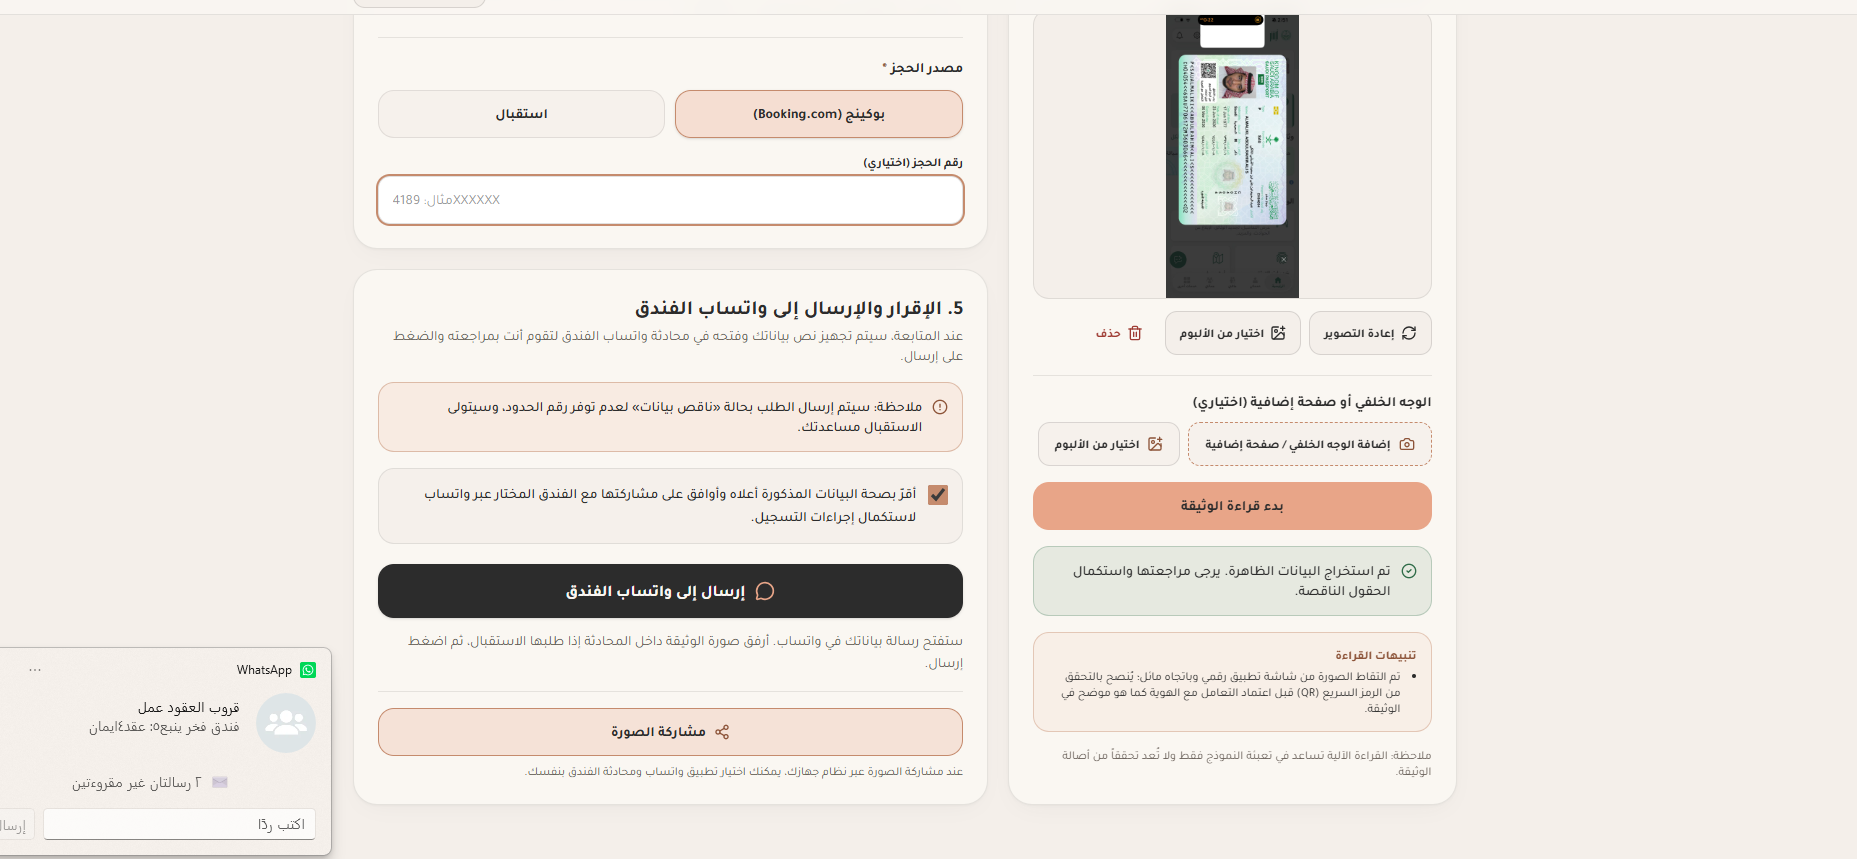 مصدر الحجز *
بوكينج (Booking.com)
استقبال
رقم الحجز (اختياري)
مثال: 4189XXXXXX
5. الإقرار والإرسال إلى واتساب الفندق
عند المتابعة، سيتم تجهيز نص بياناتك وفتحه في محادثة واتساب الفندق لتقوم أنت بمراجعته والضغط
على إرسال.
ملاحظة: سيتم إرسال الطلب بحالة «ناقص بيانات» لعدم توفر رقم الحدود، وسيتولى
الاستقبال مساعدتك.
أقرّ بصحة البيانات المذكورة أعلاه وأوافق على مشاركتها مع الفندق المختار عبر واتساب
لاستكمال إجراءات التسجيل.
إرسال إلى واتساب الفندق
ستفتح رسالة بياناتك في واتساب. أرفق صورة الوثيقة داخل المحادثة إذا طلبها الاستقبال، ثم اضغط
إرسال.
مشاركة الصورة
عند مشاركة الصورة عبر نظام جهازك، يمكنك اختيار تطبيق واتساب ومحادثة الفندق بنفسك.
إعادة التصوير
اختيار من الألبوم
حذف
الوجه الخلفي أو صفحة إضافية (اختياري)
إضافة الوجه الخلفي / صفحة إضافية
اختيار من الألبوم
بدء قراءة الوثيقة
تم استخراج البيانات الظاهرة. يرجى مراجعتها واستكمال
الحقول الناقصة.
تنبيهات القراءة
• تم التقاط الصورة من شاشة تطبيق رقمي وباتجاه مائل: يُنصح بالتحقق
من الرمز السريع (QR) قبل اعتماد التعامل مع الهوية كما هو موضح في
الوثيقة.
ملاحظة: القراءة الآلية تساعد في تعبئة النموذج فقط ولا تُعد تحققاً من أصالة
الوثيقة.
WhatsApp
قروب العقود عمل
فندق فخر ينبع٥: عقد٤ايمان
٢ رسالتان غير مقروءتين
اكتب ردًا